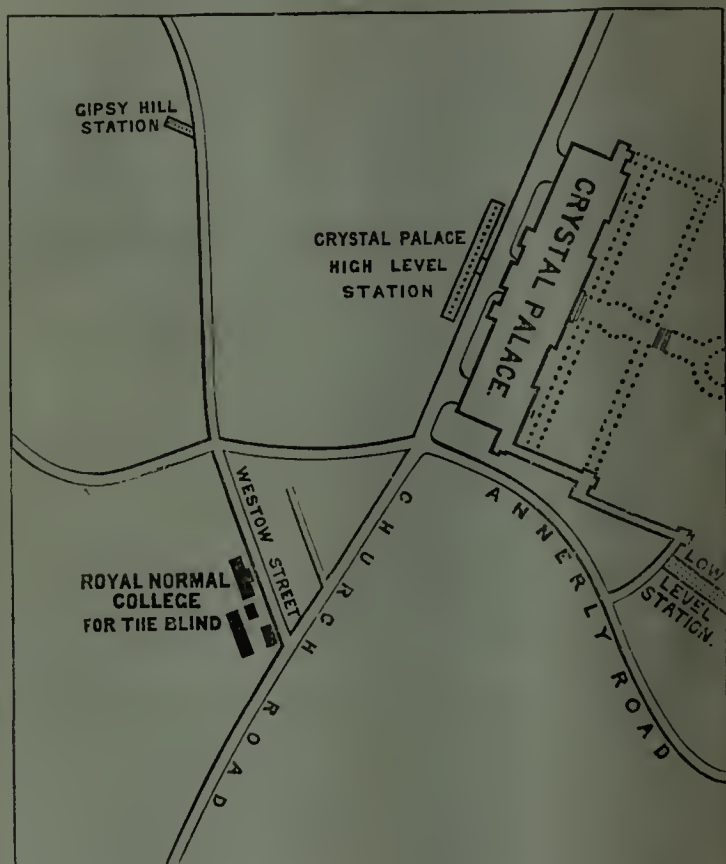 GIPSY HILL
STATION
CRYSTAL PALACE
HIGH LEVEL
STATION
CRYSTAL PALACE.
WESTOW STREET
CHURCH ROAD
ANNERLY ROAD
LOW
LEVEL
STATION.
ROYAL NORMAL
COLLEGE
FOR THE BLIND